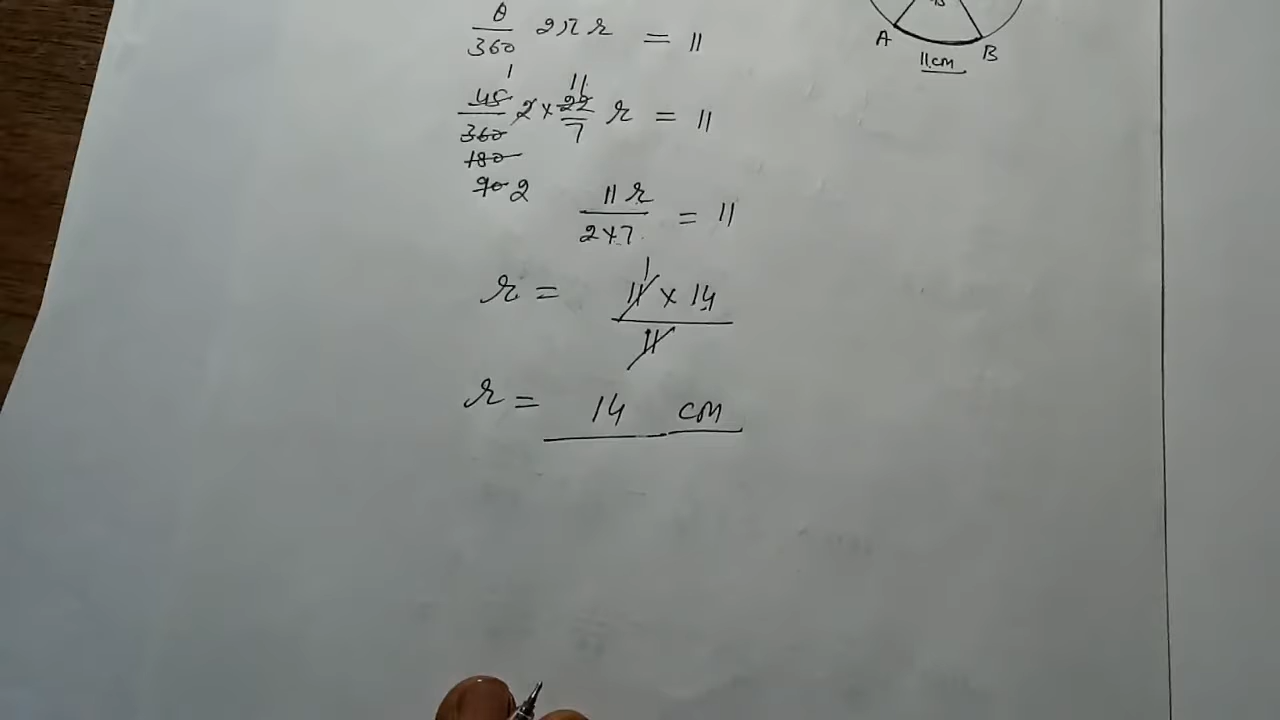 θ/360 2πr = 11
A B
11cm
45/360 2 × 22/7 r = 11
1 11
180
90 2
11 r / 2×7 = 11
r = 11 × 14 / 11
1
r = 14 cm